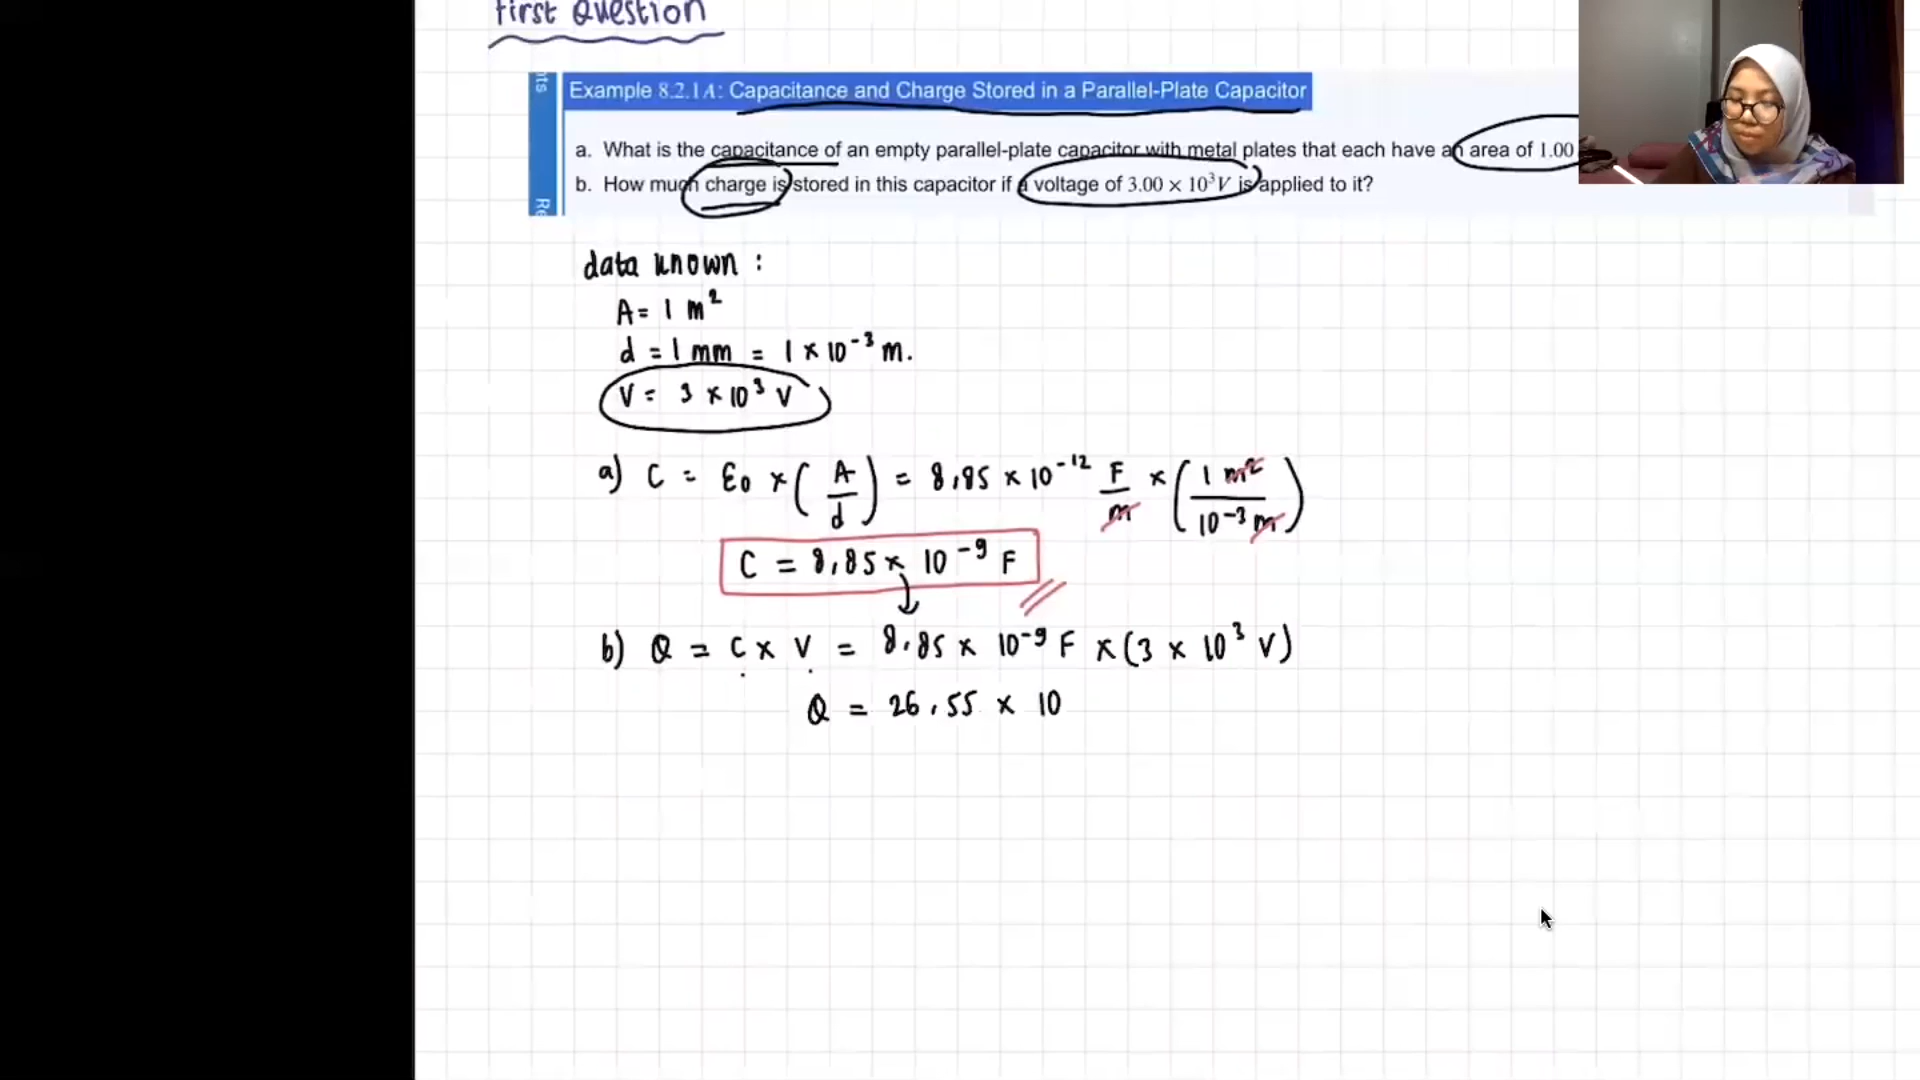 First Question
nts
Example 8.2.1A: Capacitance and Charge Stored in a Parallel-Plate Capacitor
a. What is the capacitance of an empty parallel-plate capacitor with metal plates that each have an area of 1.00
b. How much charge is stored in this capacitor if a voltage of 3.00 × 10³V is applied to it?
Re
data known :
A = 1 m²
d = 1 mm = 1 × 10⁻³ m.
V = 3 × 10³ V
a) C = ε₀ × (A/d) = 8,85 × 10⁻¹² F/m × (1 m²/10⁻³ m)
C = 8,85 × 10⁻⁹ F
b) Q = C × V = 8.85 × 10⁻⁹ F × (3 × 10³ V)
Q = 26,55 × 10